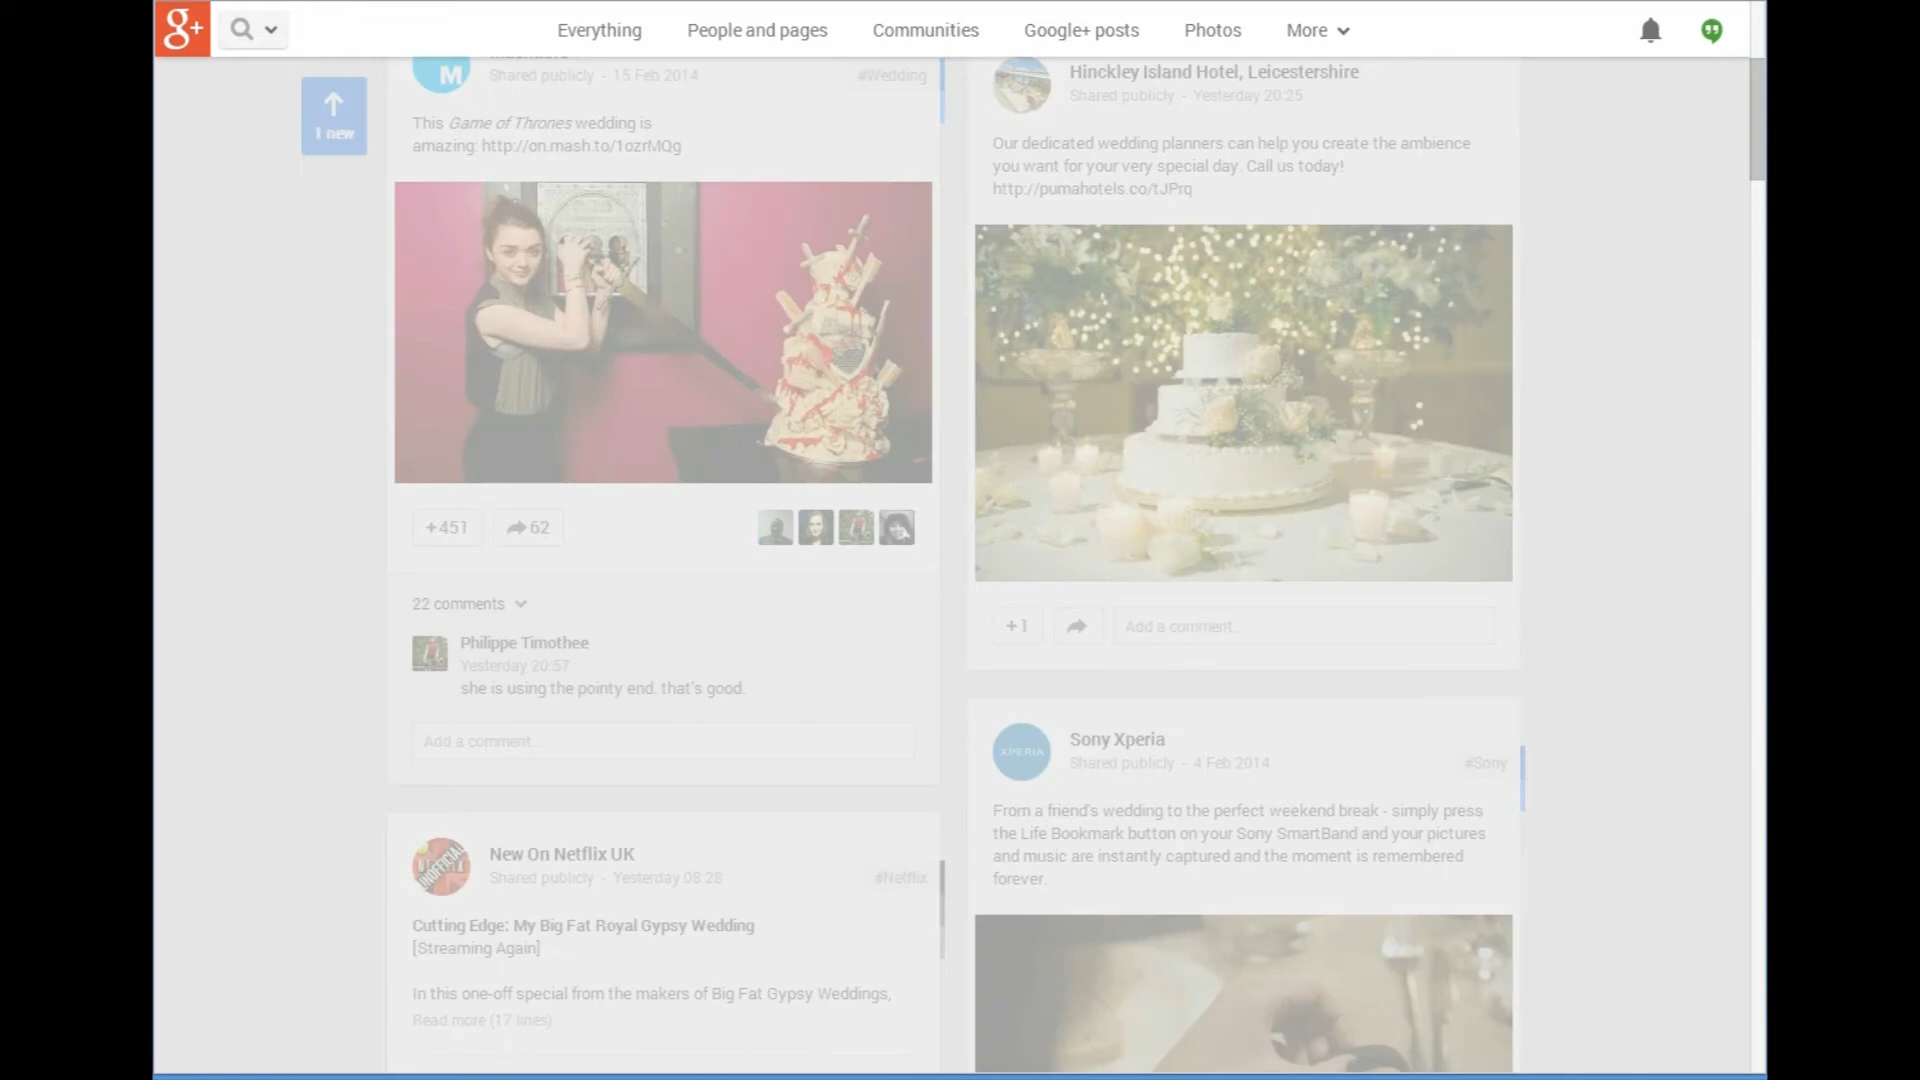 g+
Everything
People and pages
Communities
Google+ posts
Photos
More
1 new
M
Shared publicly - 15 Feb 2014
#Wedding
This Game of Thrones wedding is
amazing: http://on.mash.to/1ozrMQg
+451
62
22 comments
Philippe Timothee
Yesterday 20:57
she is using the pointy end. that's good.
Add a comment...
UNOFFICIAL
New On Netflix UK
Shared publicly - Yesterday 08:28
#Netflix
Cutting Edge: My Big Fat Royal Gypsy Wedding
[Streaming Again]
In this one-off special from the makers of Big Fat Gypsy Weddings,
Read more (17 lines)
Hinckley Island Hotel, Leicestershire
Shared publicly - Yesterday 20:25
Our dedicated wedding planners can help you create the ambience
you want for your very special day. Call us today!
http://pumahotels.co/tJPrq
+1
Add a comment...
XPERIA
Sony Xperia
Shared publicly - 4 Feb 2014
#Sony
From a friend's wedding to the perfect weekend break - simply press
the Life Bookmark button on your Sony SmartBand and your pictures
and music are instantly captured and the moment is remembered
forever.